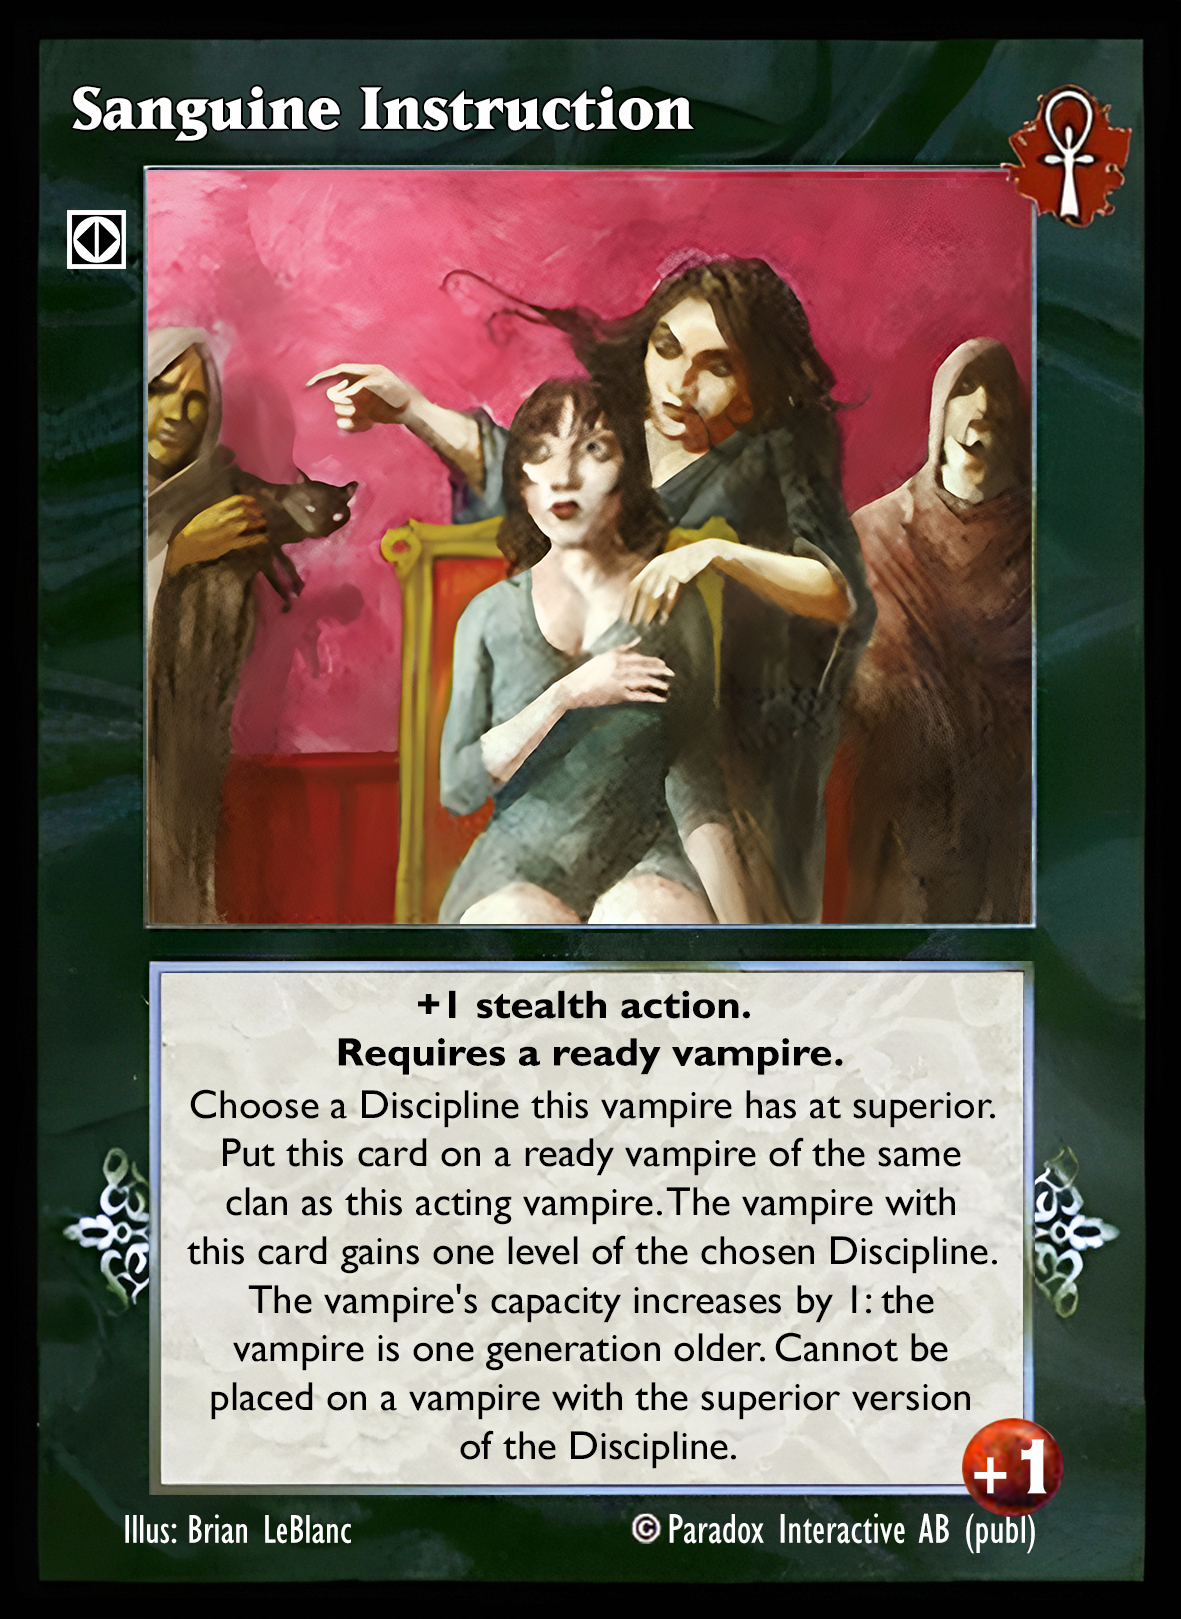 Sanguine Instruction
+1 stealth action.
Requires a ready vampire.
Choose a Discipline this vampire has at superior.
Put this card on a ready vampire of the same
clan as this acting vampire. The vampire with
this card gains one level of the chosen Discipline.
The vampire's capacity increases by 1: the
vampire is one generation older. Cannot be
placed on a vampire with the superior version
of the Discipline.
+1
Illus: Brian LeBlanc
© Paradox Interactive AB (publ)